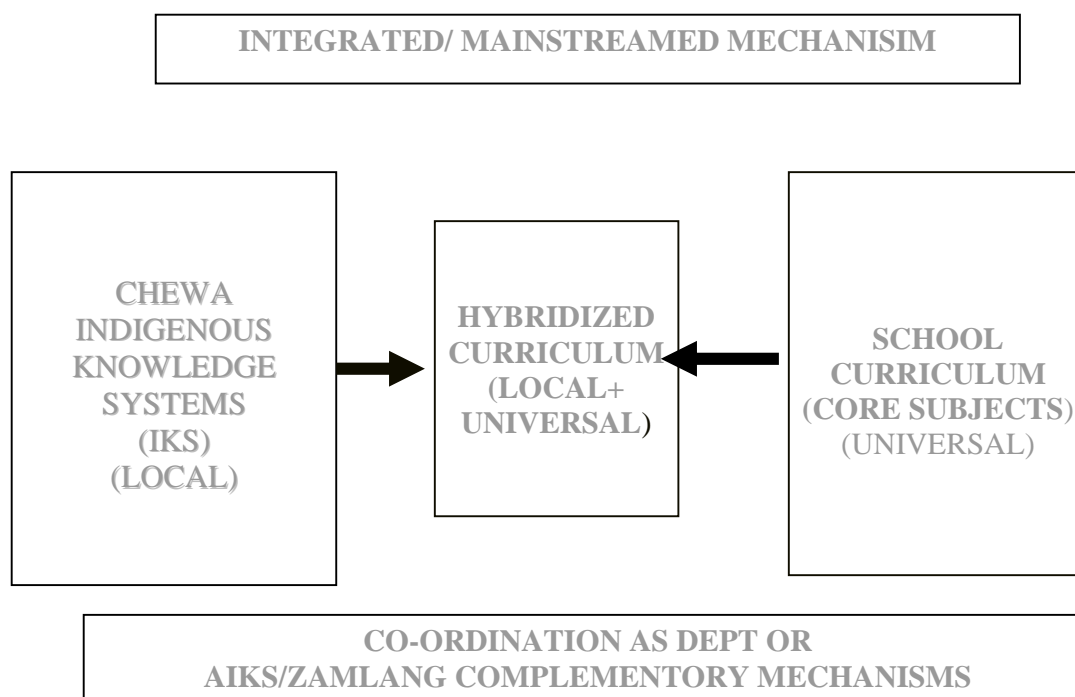 INTEGRATED/ MAINSTREAMED MECHANISIM
CHEWA
INDIGENOUS
KNOWLEDGE
SYSTEMS
(IKS)
(LOCAL)
HYBRIDIZED
CURRICULUM
(LOCAL+
UNIVERSAL)
SCHOOL
CURRICULUM
(CORE SUBJECTS)
(UNIVERSAL)
CO-ORDINATION AS DEPT OR
AIKS/ZAMLANG COMPLEMENTORY MECHANISMS